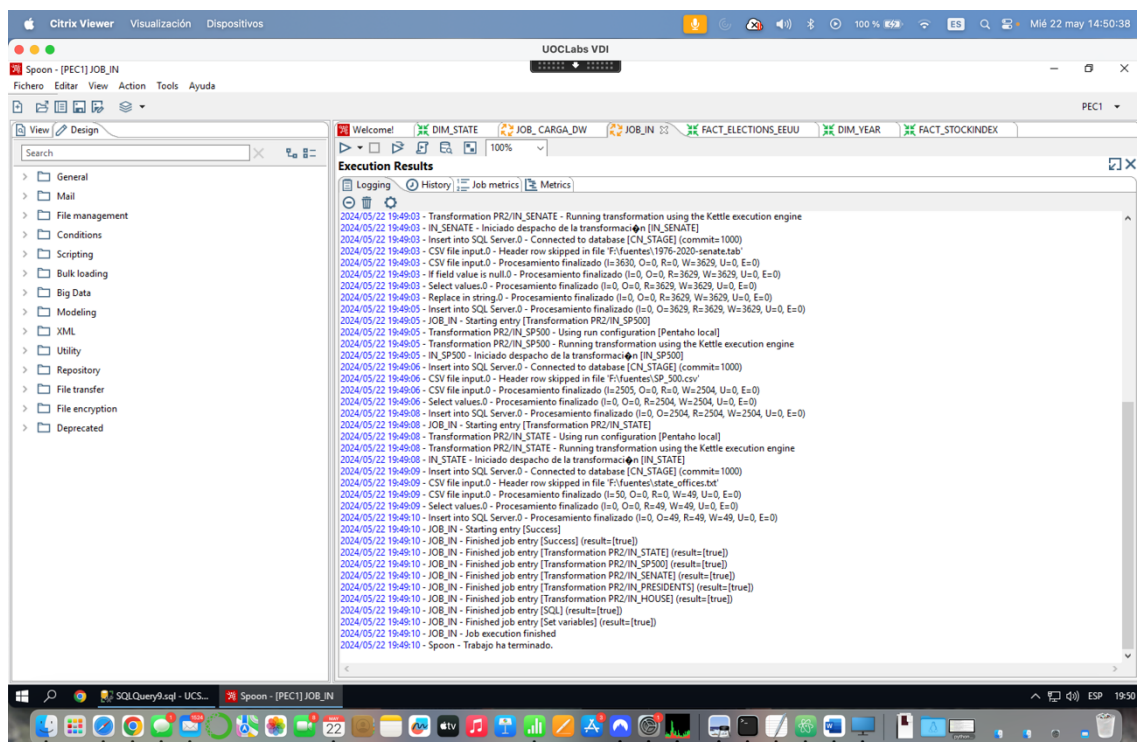 Citrix Viewer Visualización Dispositivos 100 % ES Mié 22 may 14:50:38
UOCLabs VDI
Spoon - [PEC1] JOB_IN
Fichero Editar View Action Tools Ayuda
PEC1
View Design
Search
General
Mail
File management
Conditions
Scripting
Bulk loading
Big Data
Modeling
XML
Utility
Repository
File transfer
File encryption
Deprecated
Welcome! DIM_STATE JOB_ CARGA_DW JOB_IN FACT_ELECTIONS_EEUU DIM_YEAR FACT_STOCKINDEX
100%
Execution Results
Logging History Job metrics Metrics
2024/05/22 19:49:03 - Transformation PR2/IN_SENATE - Running transformation using the Kettle execution engine
2024/05/22 19:49:03 - IN_SENATE - Iniciado despacho de la transformaci�n [IN_SENATE]
2024/05/22 19:49:03 - Insert into SQL Server.0 - Connected to database [CN_STAGE] (commit=1000)
2024/05/22 19:49:03 - CSV file input.0 - Header row skipped in file 'F:\fuentes\1976-2020-senate.tab'
2024/05/22 19:49:03 - CSV file input.0 - Procesamiento finalizado (I=3630, O=0, R=0, W=3629, U=0, E=0)
2024/05/22 19:49:03 - If field value is null.0 - Procesamiento finalizado (I=0, O=0, R=3629, W=3629, U=0, E=0)
2024/05/22 19:49:03 - Select values.0 - Procesamiento finalizado (I=0, O=0, R=3629, W=3629, U=0, E=0)
2024/05/22 19:49:03 - Replace in string.0 - Procesamiento finalizado (I=0, O=0, R=3629, W=3629, U=0, E=0)
2024/05/22 19:49:05 - Insert into SQL Server.0 - Procesamiento finalizado (I=0, O=3629, R=3629, W=3629, U=0, E=0)
2024/05/22 19:49:05 - JOB_IN - Starting entry [Transformation PR2/IN_SP500]
2024/05/22 19:49:05 - Transformation PR2/IN_SP500 - Using run configuration [Pentaho local]
2024/05/22 19:49:05 - Transformation PR2/IN_SP500 - Running transformation using the Kettle execution engine
2024/05/22 19:49:05 - IN_SP500 - Iniciado despacho de la transformaci�n [IN_SP500]
2024/05/22 19:49:06 - Insert into SQL Server.0 - Connected to database [CN_STAGE] (commit=1000)
2024/05/22 19:49:06 - CSV file input.0 - Header row skipped in file 'F:\fuentes\SP_500.csv'
2024/05/22 19:49:06 - CSV file input.0 - Procesamiento finalizado (I=2505, O=0, R=0, W=2504, U=0, E=0)
2024/05/22 19:49:06 - Select values.0 - Procesamiento finalizado (I=0, O=0, R=2504, W=2504, U=0, E=0)
2024/05/22 19:49:08 - Insert into SQL Server.0 - Procesamiento finalizado (I=0, O=2504, R=2504, W=2504, U=0, E=0)
2024/05/22 19:49:08 - JOB_IN - Starting entry [Transformation PR2/IN_STATE]
2024/05/22 19:49:08 - Transformation PR2/IN_STATE - Using run configuration [Pentaho local]
2024/05/22 19:49:08 - Transformation PR2/IN_STATE - Running transformation using the Kettle execution engine
2024/05/22 19:49:08 - IN_STATE - Iniciado despacho de la transformaci�n [IN_STATE]
2024/05/22 19:49:09 - Insert into SQL Server.0 - Connected to database [CN_STAGE] (commit=1000)
2024/05/22 19:49:09 - CSV file input.0 - Header row skipped in file 'F:\fuentes\state_offices.txt'
2024/05/22 19:49:09 - CSV file input.0 - Procesamiento finalizado (I=50, O=0, R=0, W=49, U=0, E=0)
2024/05/22 19:49:09 - Select values.0 - Procesamiento finalizado (I=0, O=0, R=49, W=49, U=0, E=0)
2024/05/22 19:49:10 - Insert into SQL Server.0 - Procesamiento finalizado (I=0, O=49, R=49, W=49, U=0, E=0)
2024/05/22 19:49:10 - JOB_IN - Starting entry [Success]
2024/05/22 19:49:10 - JOB_IN - Finished job entry [Success] (result=[true])
2024/05/22 19:49:10 - JOB_IN - Finished job entry [Transformation PR2/IN_STATE] (result=[true])
2024/05/22 19:49:10 - JOB_IN - Finished job entry [Transformation PR2/IN_SP500] (result=[true])
2024/05/22 19:49:10 - JOB_IN - Finished job entry [Transformation PR2/IN_SENATE] (result=[true])
2024/05/22 19:49:10 - JOB_IN - Finished job entry [Transformation PR2/IN_PRESIDENTS] (result=[true])
2024/05/22 19:49:10 - JOB_IN - Finished job entry [Transformation PR2/IN_HOUSE] (result=[true])
2024/05/22 19:49:10 - JOB_IN - Finished job entry [SQL] (result=[true])
2024/05/22 19:49:10 - JOB_IN - Finished job entry [Set variables] (result=[true])
2024/05/22 19:49:10 - JOB_IN - Job execution finished
2024/05/22 19:49:10 - Spoon - Trabajo ha terminado.
SQLQuery9.sql - UCS... Spoon - [PEC1] JOB_IN ESP 19:50
22 tv